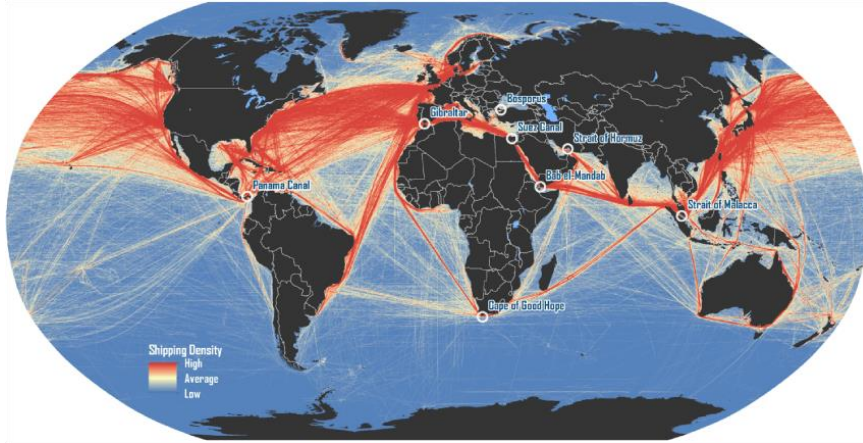 Bosporus
Gibraltar
Suez Canal
Strait of Hormuz
Bab el-Mandab
Panama Canal
Strait of Malacca
Cape of Good Hope
Shipping Density
High
Average
Low